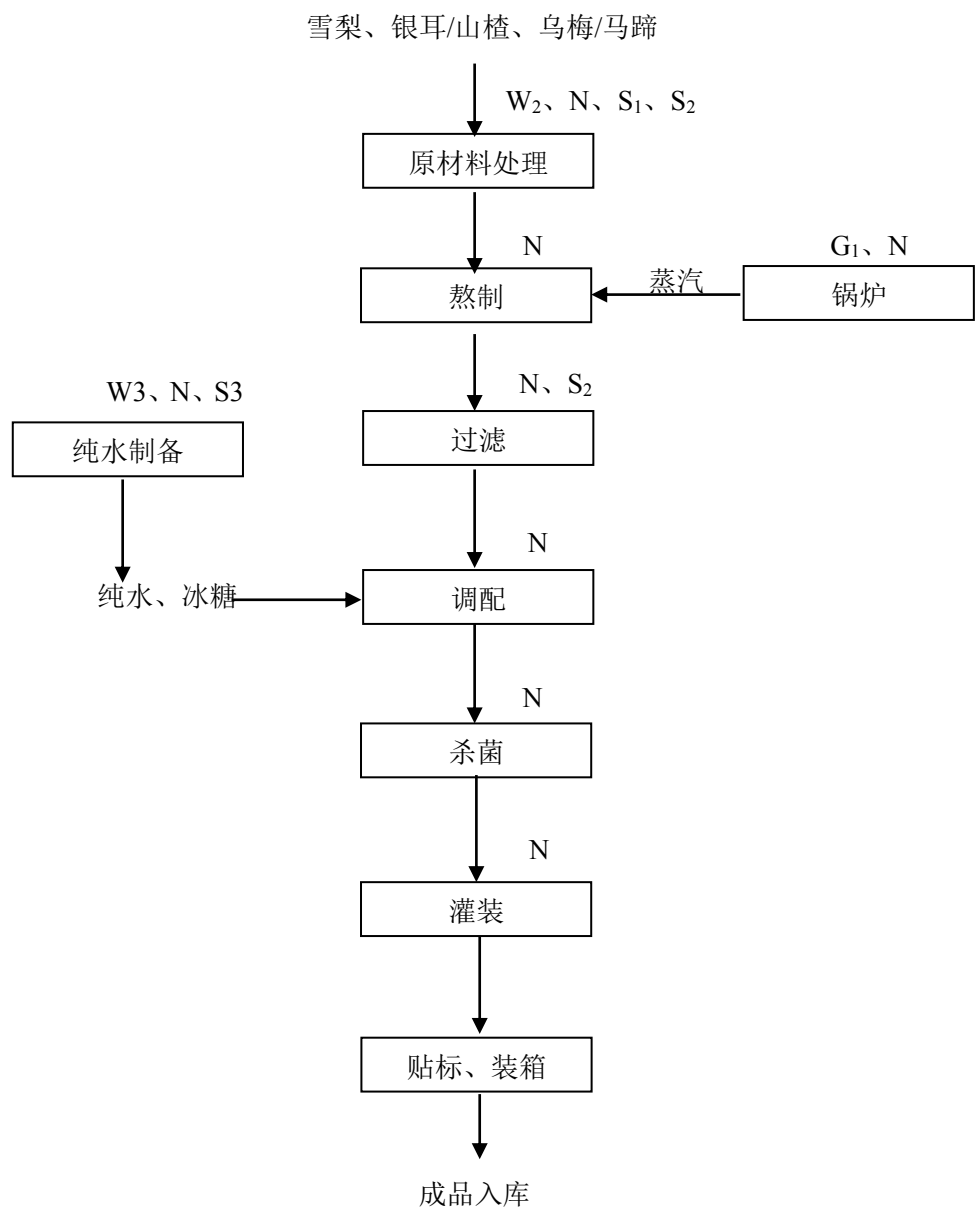 雪梨、银耳/山楂、乌梅/马蹄
W₂、N、S₁、S₂
原材料处理
N
G₁、N
熬制
蒸汽
锅炉
N、S₂
W3、N、S3
过滤
纯水制备
N
纯水、冰糖
调配
N
杀菌
N
灌装
贴标、装箱
成品入库